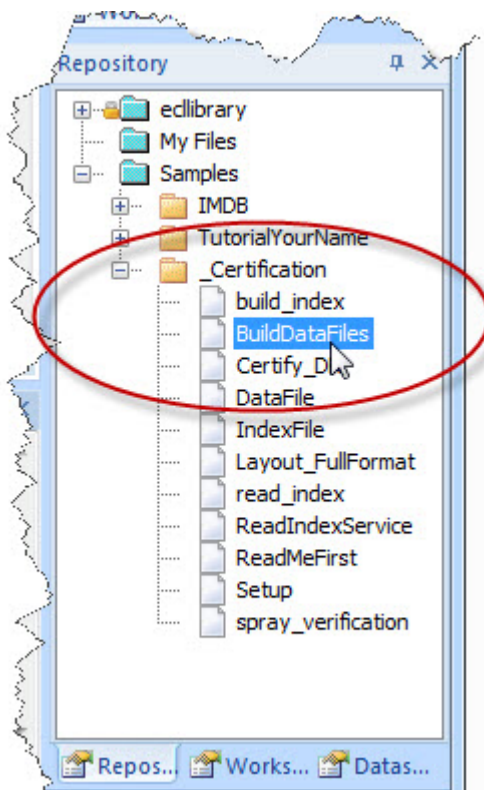 Repository
ecllibrary
My Files
Samples
IMDB
TutorialYourName
_Certification
build_index
BuildDataFiles
Certify_D
DataFile
IndexFile
Layout_FullFormat
read_index
ReadIndexService
ReadMeFirst
Setup
spray_verification
Repos... Works... Datas...